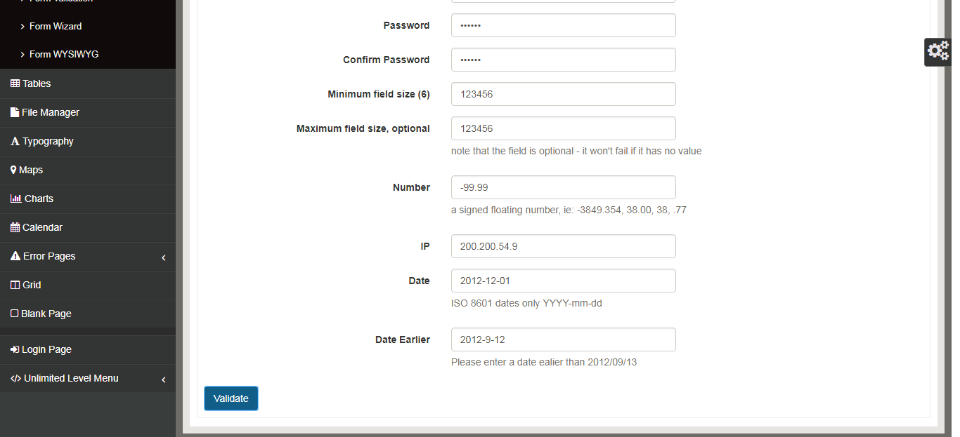 Form Wizard
Form WYSIWYG
Tables
File Manager
Typography
Maps
Charts
Calendar
Error Pages
Grid
Blank Page
Login Page
Unlimited Level Menu
Password ••••••
Confirm Password ••••••
Minimum field size (6) 123456
Maximum field size, optional 123456
note that the field is optional - it won't fail if it has no value
Number -99.99
a signed floating number, ie: -3849.354, 38.00, 38, .77
IP 200.200.54.9
Date 2012-12-01
ISO 8601 dates only YYYY-mm-dd
Date Earlier 2012-9-12
Please enter a date ealier than 2012/09/13
Validate